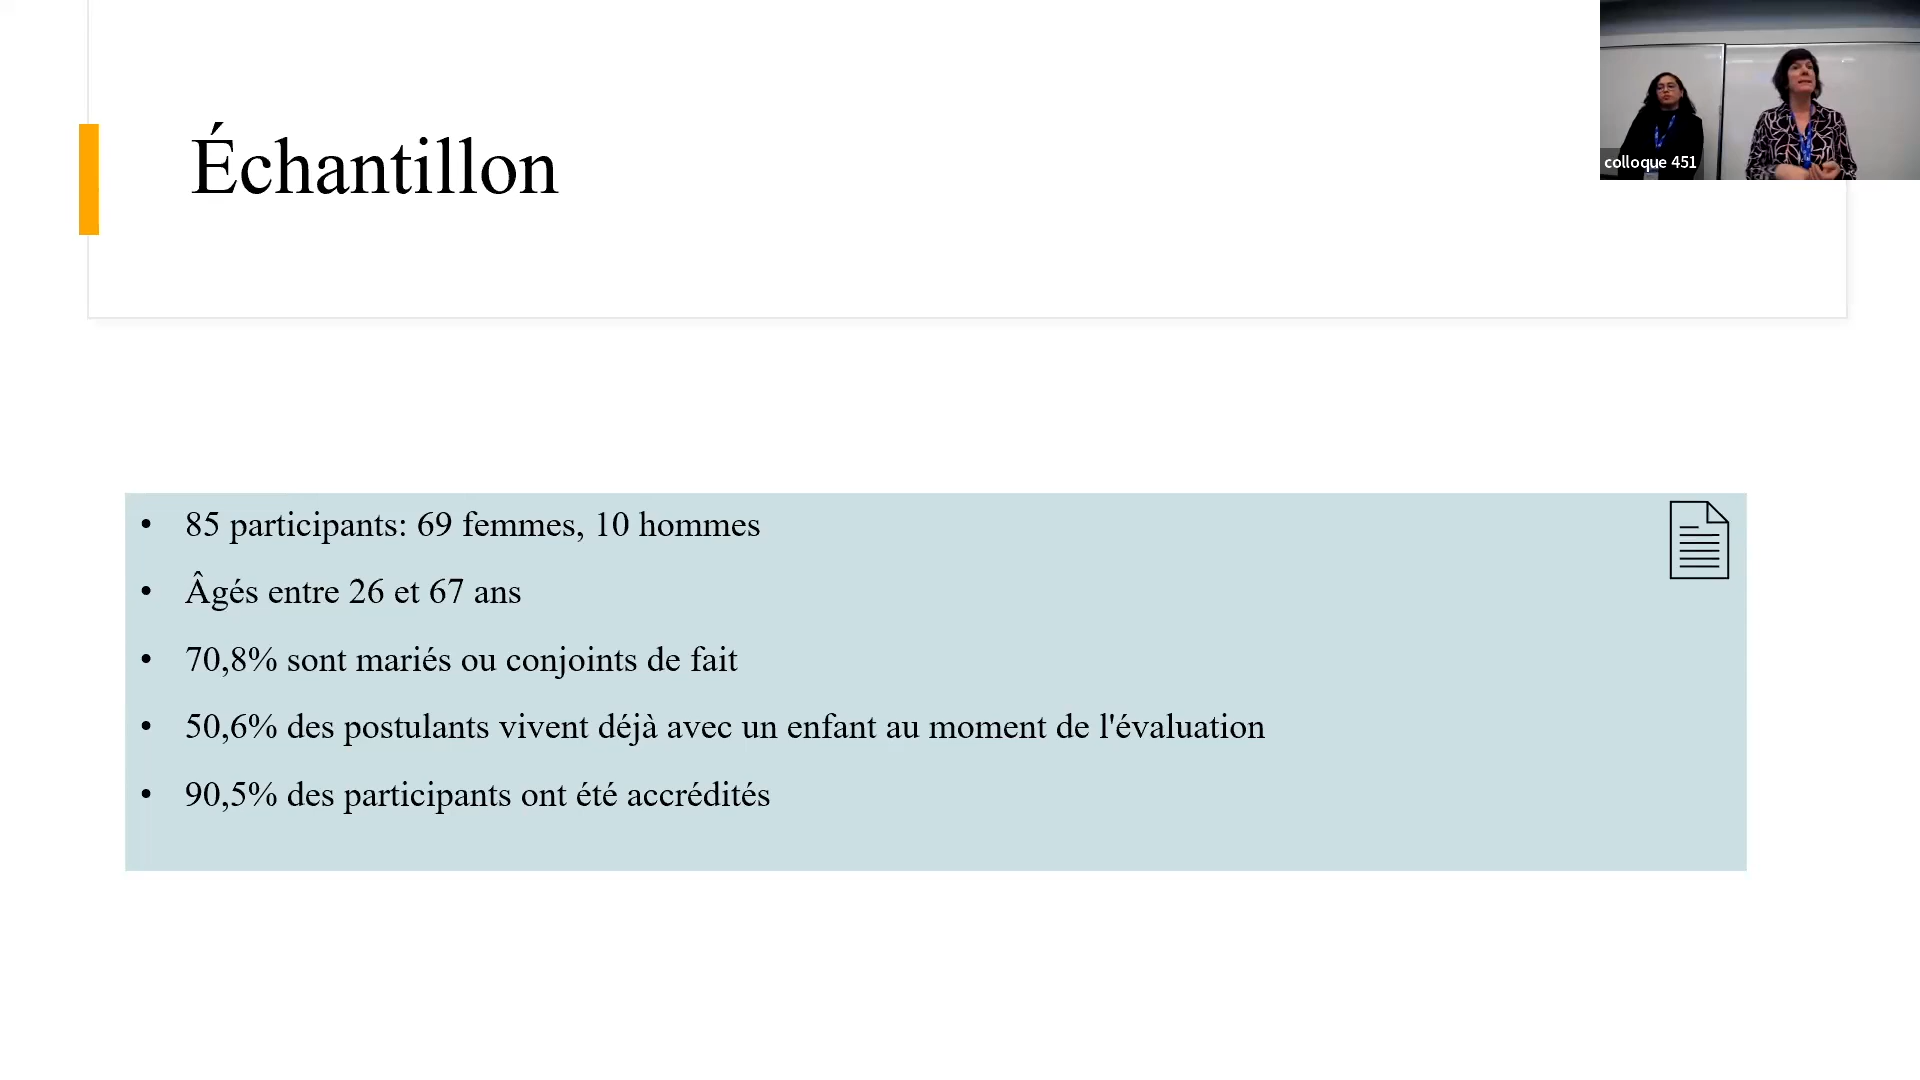 Échantillon
colloque 451
• 85 participants: 69 femmes, 10 hommes
• Âgés entre 26 et 67 ans
• 70,8% sont mariés ou conjoints de fait
• 50,6% des postulants vivent déjà avec un enfant au moment de l'évaluation
• 90,5% des participants ont été accrédités